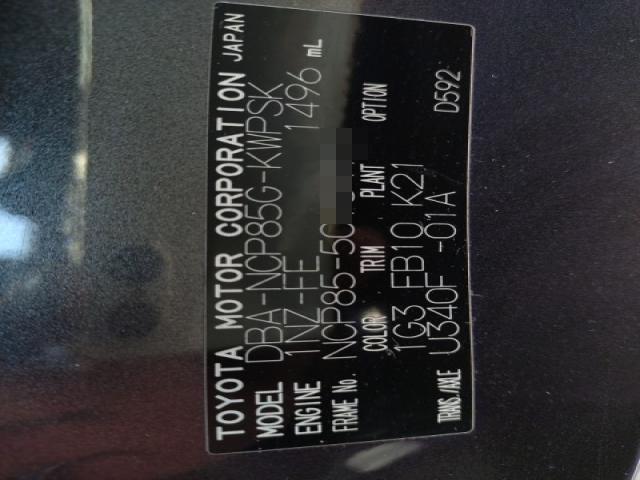 TOYOTA MOTOR CORPORATION JAPAN
MODEL DBA-NCP85G-KWPSK
ENGINE 1NZ-FE 1496 mL
FRAME No. NCP85-50
COLOR TRIM PLANT OPTION
1G3 FB10 K21
TRANS./AXLE U340F -01A D592